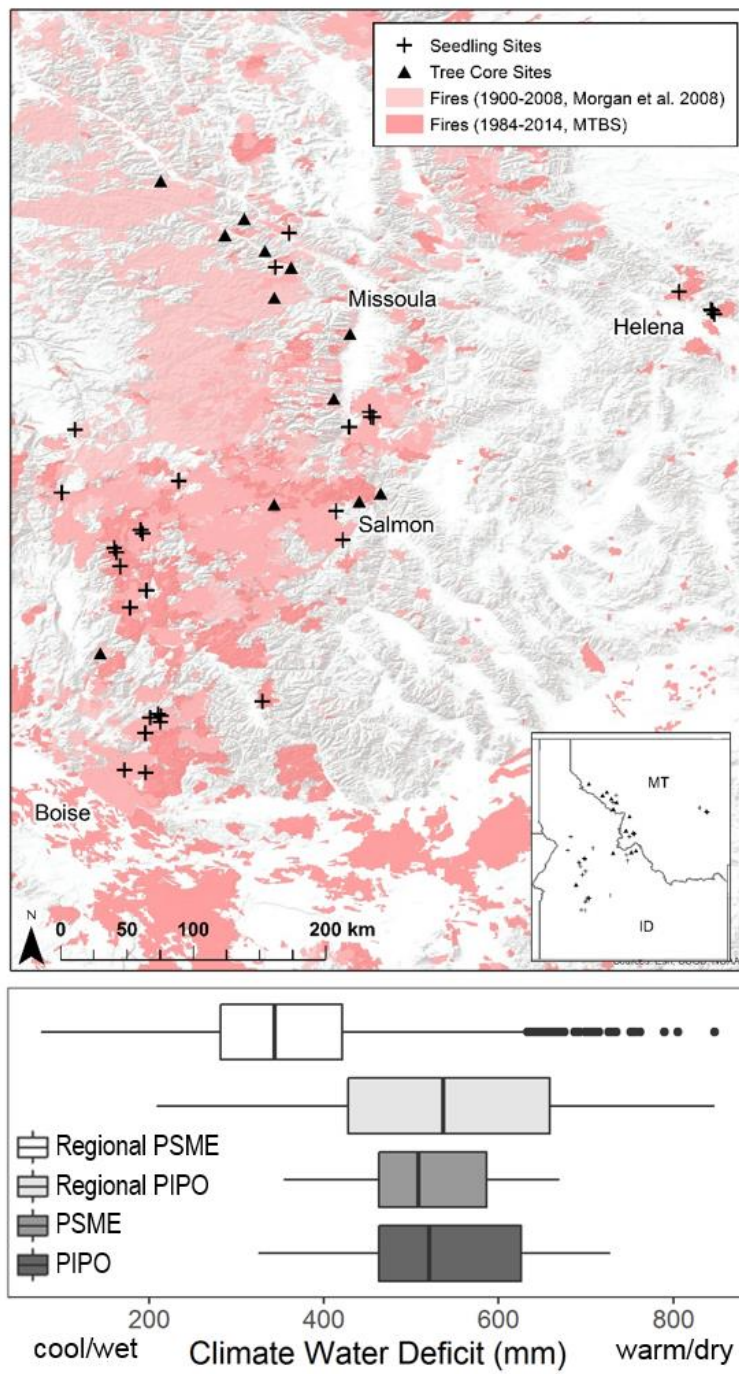 Seedling Sites
Tree Core Sites
Fires (1900-2008, Morgan et al. 2008)
Fires (1984-2014, MTBS)
Missoula
Helena
Salmon
Boise
N
0 50 100 200 km
MT
ID
Regional PSME
Regional PIPO
PSME
PIPO
200 400 600 800
cool/wet Climate Water Deficit (mm) warm/dry